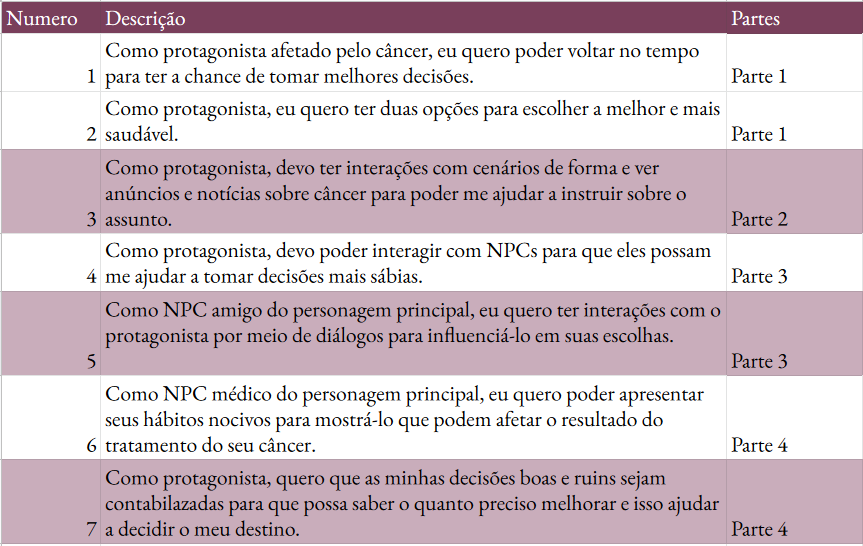 Numero Descrição Partes
Como protagonista afetado pelo câncer, eu quero poder voltar no tempo
1 para ter a chance de tomar melhores decisões. Parte 1
Como protagonista, eu quero ter duas opções para escolher a melhor e mais
2 saudável. Parte 1
Como protagonista, devo ter interações com cenários de forma e ver
anúncios e notícias sobre câncer para poder me ajudar a instruir sobre o
3 assunto. Parte 2
Como protagonista, devo poder interagir com NPCs para que eles possam
4 me ajudar a tomar decisões mais sábias. Parte 3
Como NPC amigo do personagem principal, eu quero ter interações com o
protagonista por meio de diálogos para influenciá-lo em suas escolhas.
5 Parte 3
Como NPC médico do personagem principal, eu quero poder apresentar
seus hábitos nocivos para mostrá-lo que podem afetar o resultado do
6 tratamento do seu câncer. Parte 4
Como protagonista, quero que as minhas decisões boas e ruins sejam
contabilazadas para que possa saber o quanto preciso melhorar e isso ajudar
7 a decidir o meu destino. Parte 4